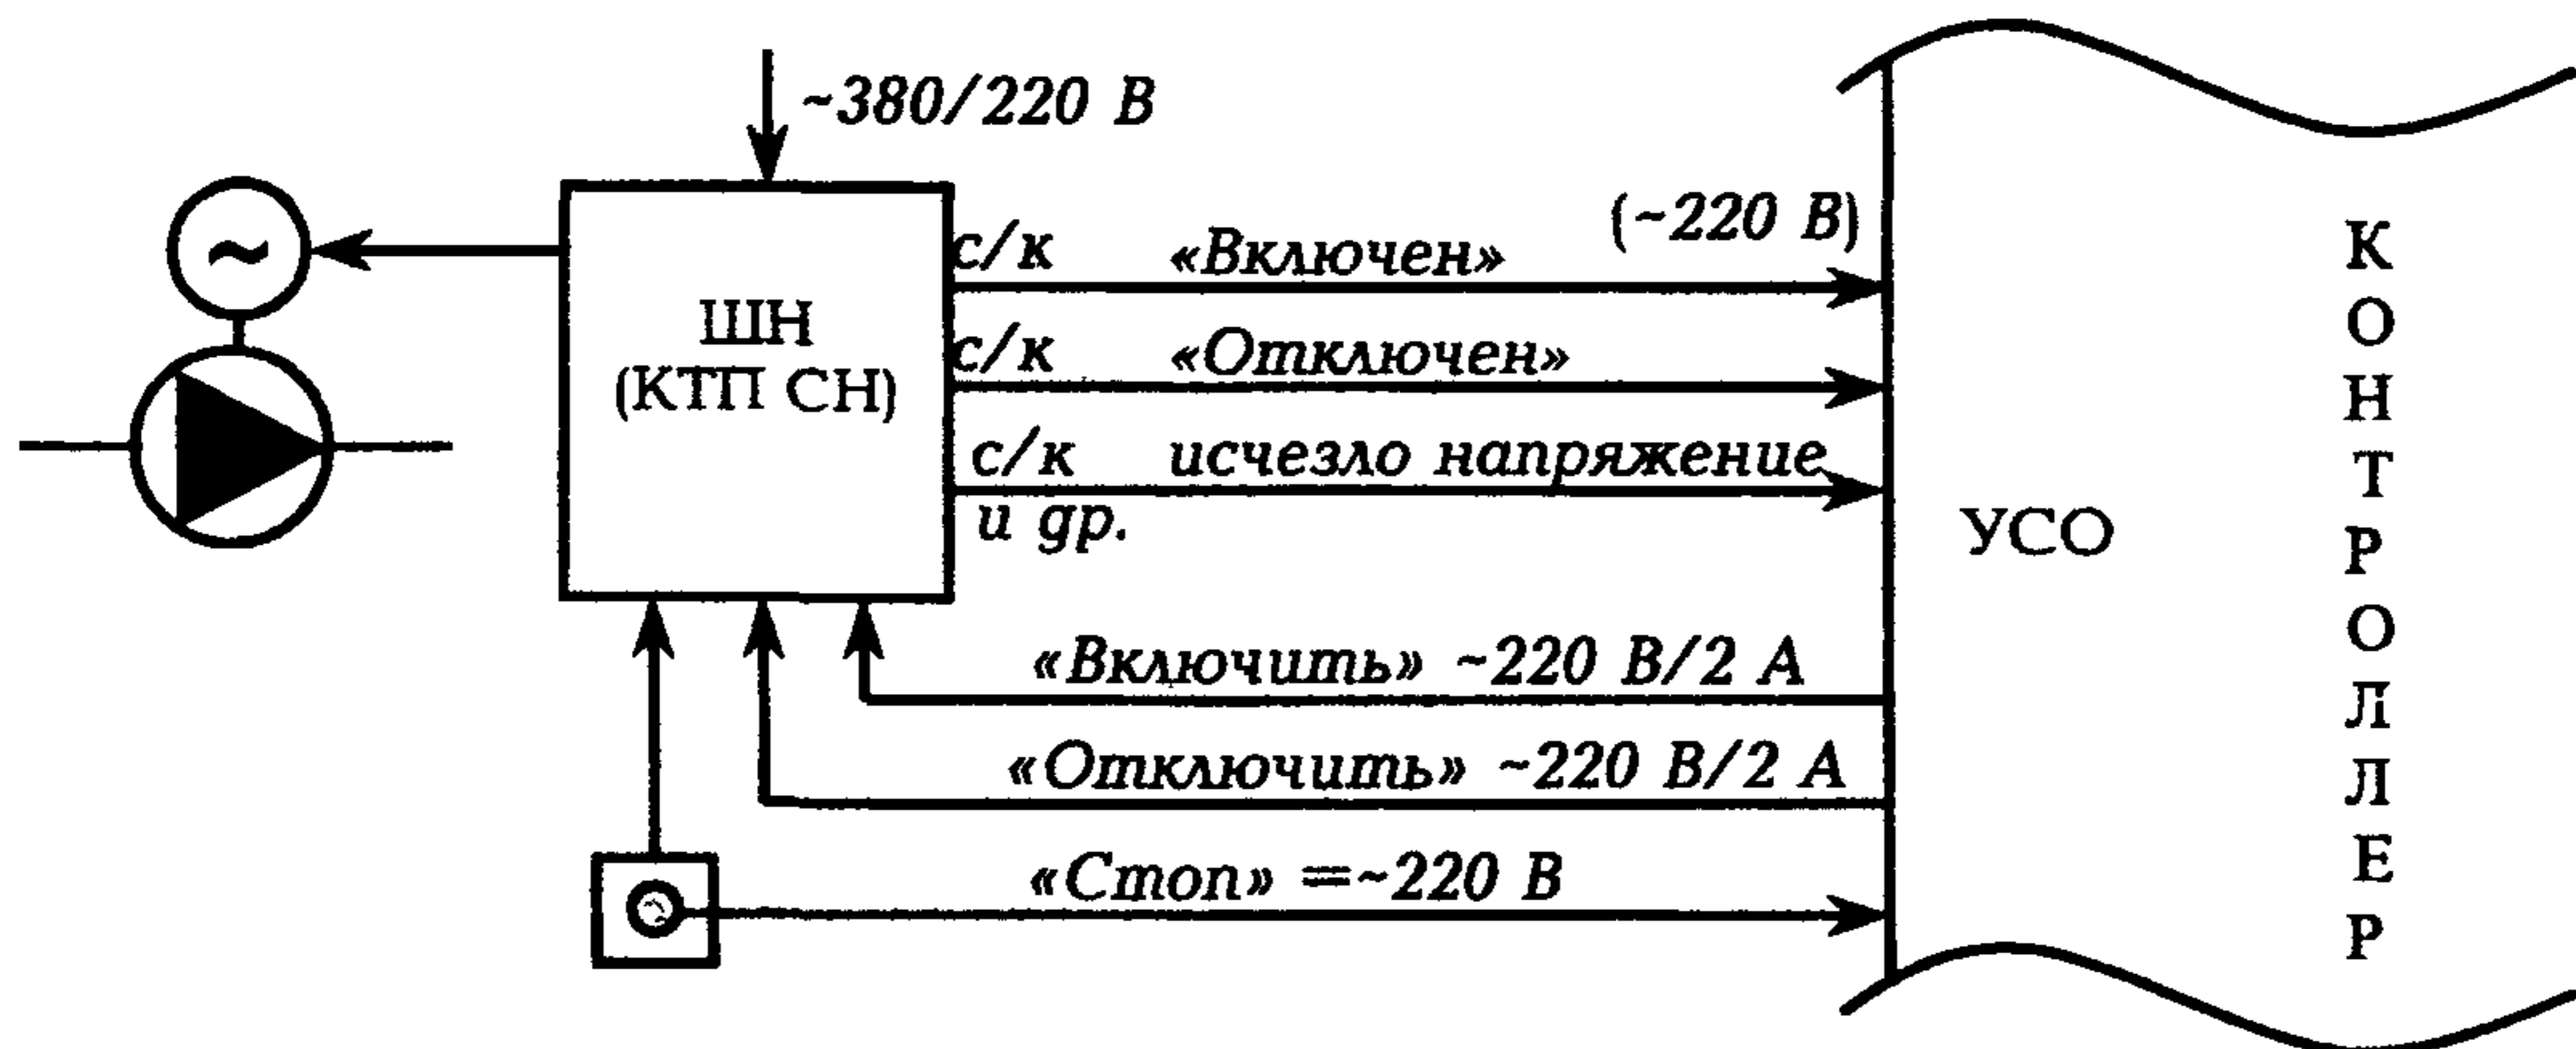 ~380/220 В
(~220 В)
с/к «Включен»
ШН
(КТП СН)
с/к «Отключен»
с/к исчезло напряжение
и др.
УСО
«Включить» ~220 В/2 А
«Отключить» ~220 В/2 А
«Стоп» =~220 В
К
О
Н
Т
Р
О
Л
Л
Е
Р
~